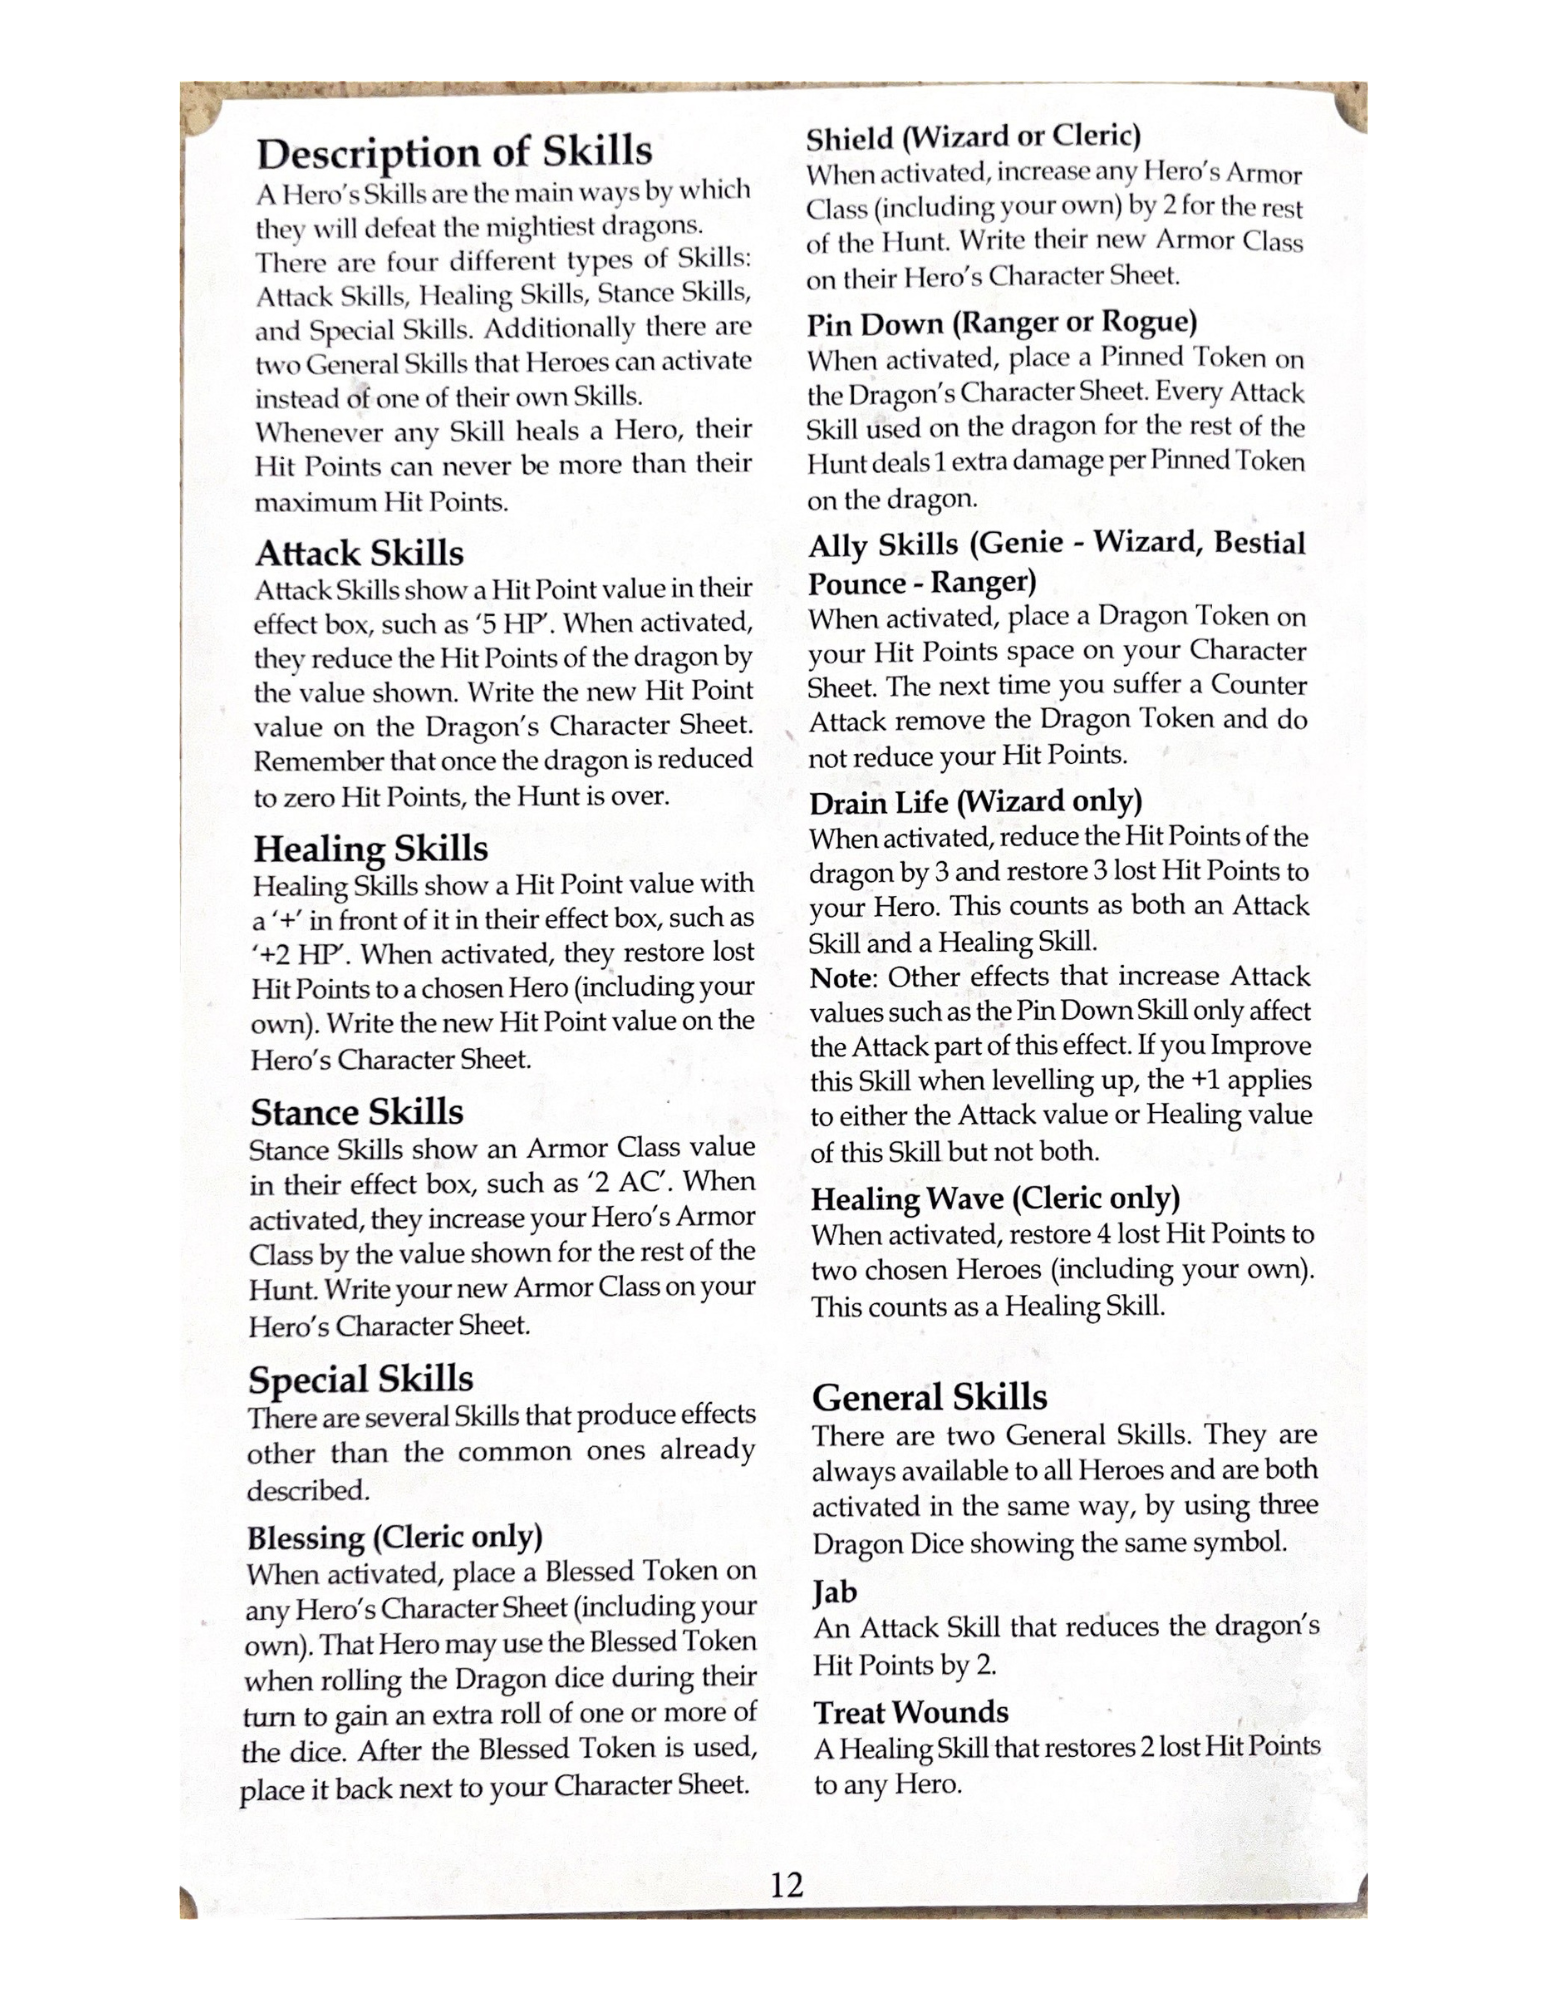 Description of Skills
A Hero's Skills are the main ways by which
they will defeat the mightiest dragons.
There are four different types of Skills:
Attack Skills, Healing Skills, Stance Skills,
and Special Skills. Additionally there are
two General Skills that Heroes can activate
instead of one of their own Skills.
Whenever any Skill heals a Hero, their
Hit Points can never be more than their
maximum Hit Points.
Attack Skills
Attack Skills show a Hit Point value in their
effect box, such as '5 HP'. When activated,
they reduce the Hit Points of the dragon by
the value shown. Write the new Hit Point
value on the Dragon's Character Sheet.
Remember that once the dragon is reduced
to zero Hit Points, the Hunt is over.
Healing Skills
Healing Skills show a Hit Point value with
a '+' in front of it in their effect box, such as
'+2 HP'. When activated, they restore lost
Hit Points to a chosen Hero (including your
own). Write the new Hit Point value on the
Hero's Character Sheet.
Stance Skills
Stance Skills show an Armor Class value
in their effect box, such as '2 AC'. When
activated, they increase your Hero's Armor
Class by the value shown for the rest of the
Hunt. Write your new Armor Class on your
Hero's Character Sheet.
Special Skills
There are several Skills that produce effects
other than the common ones already
described.
Blessing (Cleric only)
When activated, place a Blessed Token on
any Hero's Character Sheet (including your
own). That Hero may use the Blessed Token
when rolling the Dragon dice during their
turn to gain an extra roll of one or more of
the dice. After the Blessed Token is used,
place it back next to your Character Sheet.
Shield (Wizard or Cleric)
When activated, increase any Hero's Armor
Class (including your own) by 2 for the rest
of the Hunt. Write their new Armor Class
on their Hero's Character Sheet.
Pin Down (Ranger or Rogue)
When activated, place a Pinned Token on
the Dragon's Character Sheet. Every Attack
Skill used on the dragon for the rest of the
Hunt deals 1 extra damage per Pinned Token
on the dragon.
Ally Skills (Genie - Wizard, Bestial
Pounce - Ranger)
When activated, place a Dragon Token on
your Hit Points space on your Character
Sheet. The next time you suffer a Counter
Attack remove the Dragon Token and do
not reduce your Hit Points.
Drain Life (Wizard only)
When activated, reduce the Hit Points of the
dragon by 3 and restore 3 lost Hit Points to
your Hero. This counts as both an Attack
Skill and a Healing Skill.
Note: Other effects that increase Attack
values such as the Pin Down Skill only affect
the Attack part of this effect. If you Improve
this Skill when levelling up, the +1 applies
to either the Attack value or Healing value
of this Skill but not both.
Healing Wave (Cleric only)
When activated, restore 4 lost Hit Points to
two chosen Heroes (including your own).
This counts as a Healing Skill.
General Skills
There are two General Skills. They are
always available to all Heroes and are both
activated in the same way, by using three
Dragon Dice showing the same symbol.
Jab
An Attack Skill that reduces the dragon's
Hit Points by 2.
Treat Wounds
A Healing Skill that restores 2 lost Hit Points
to any Hero.
12